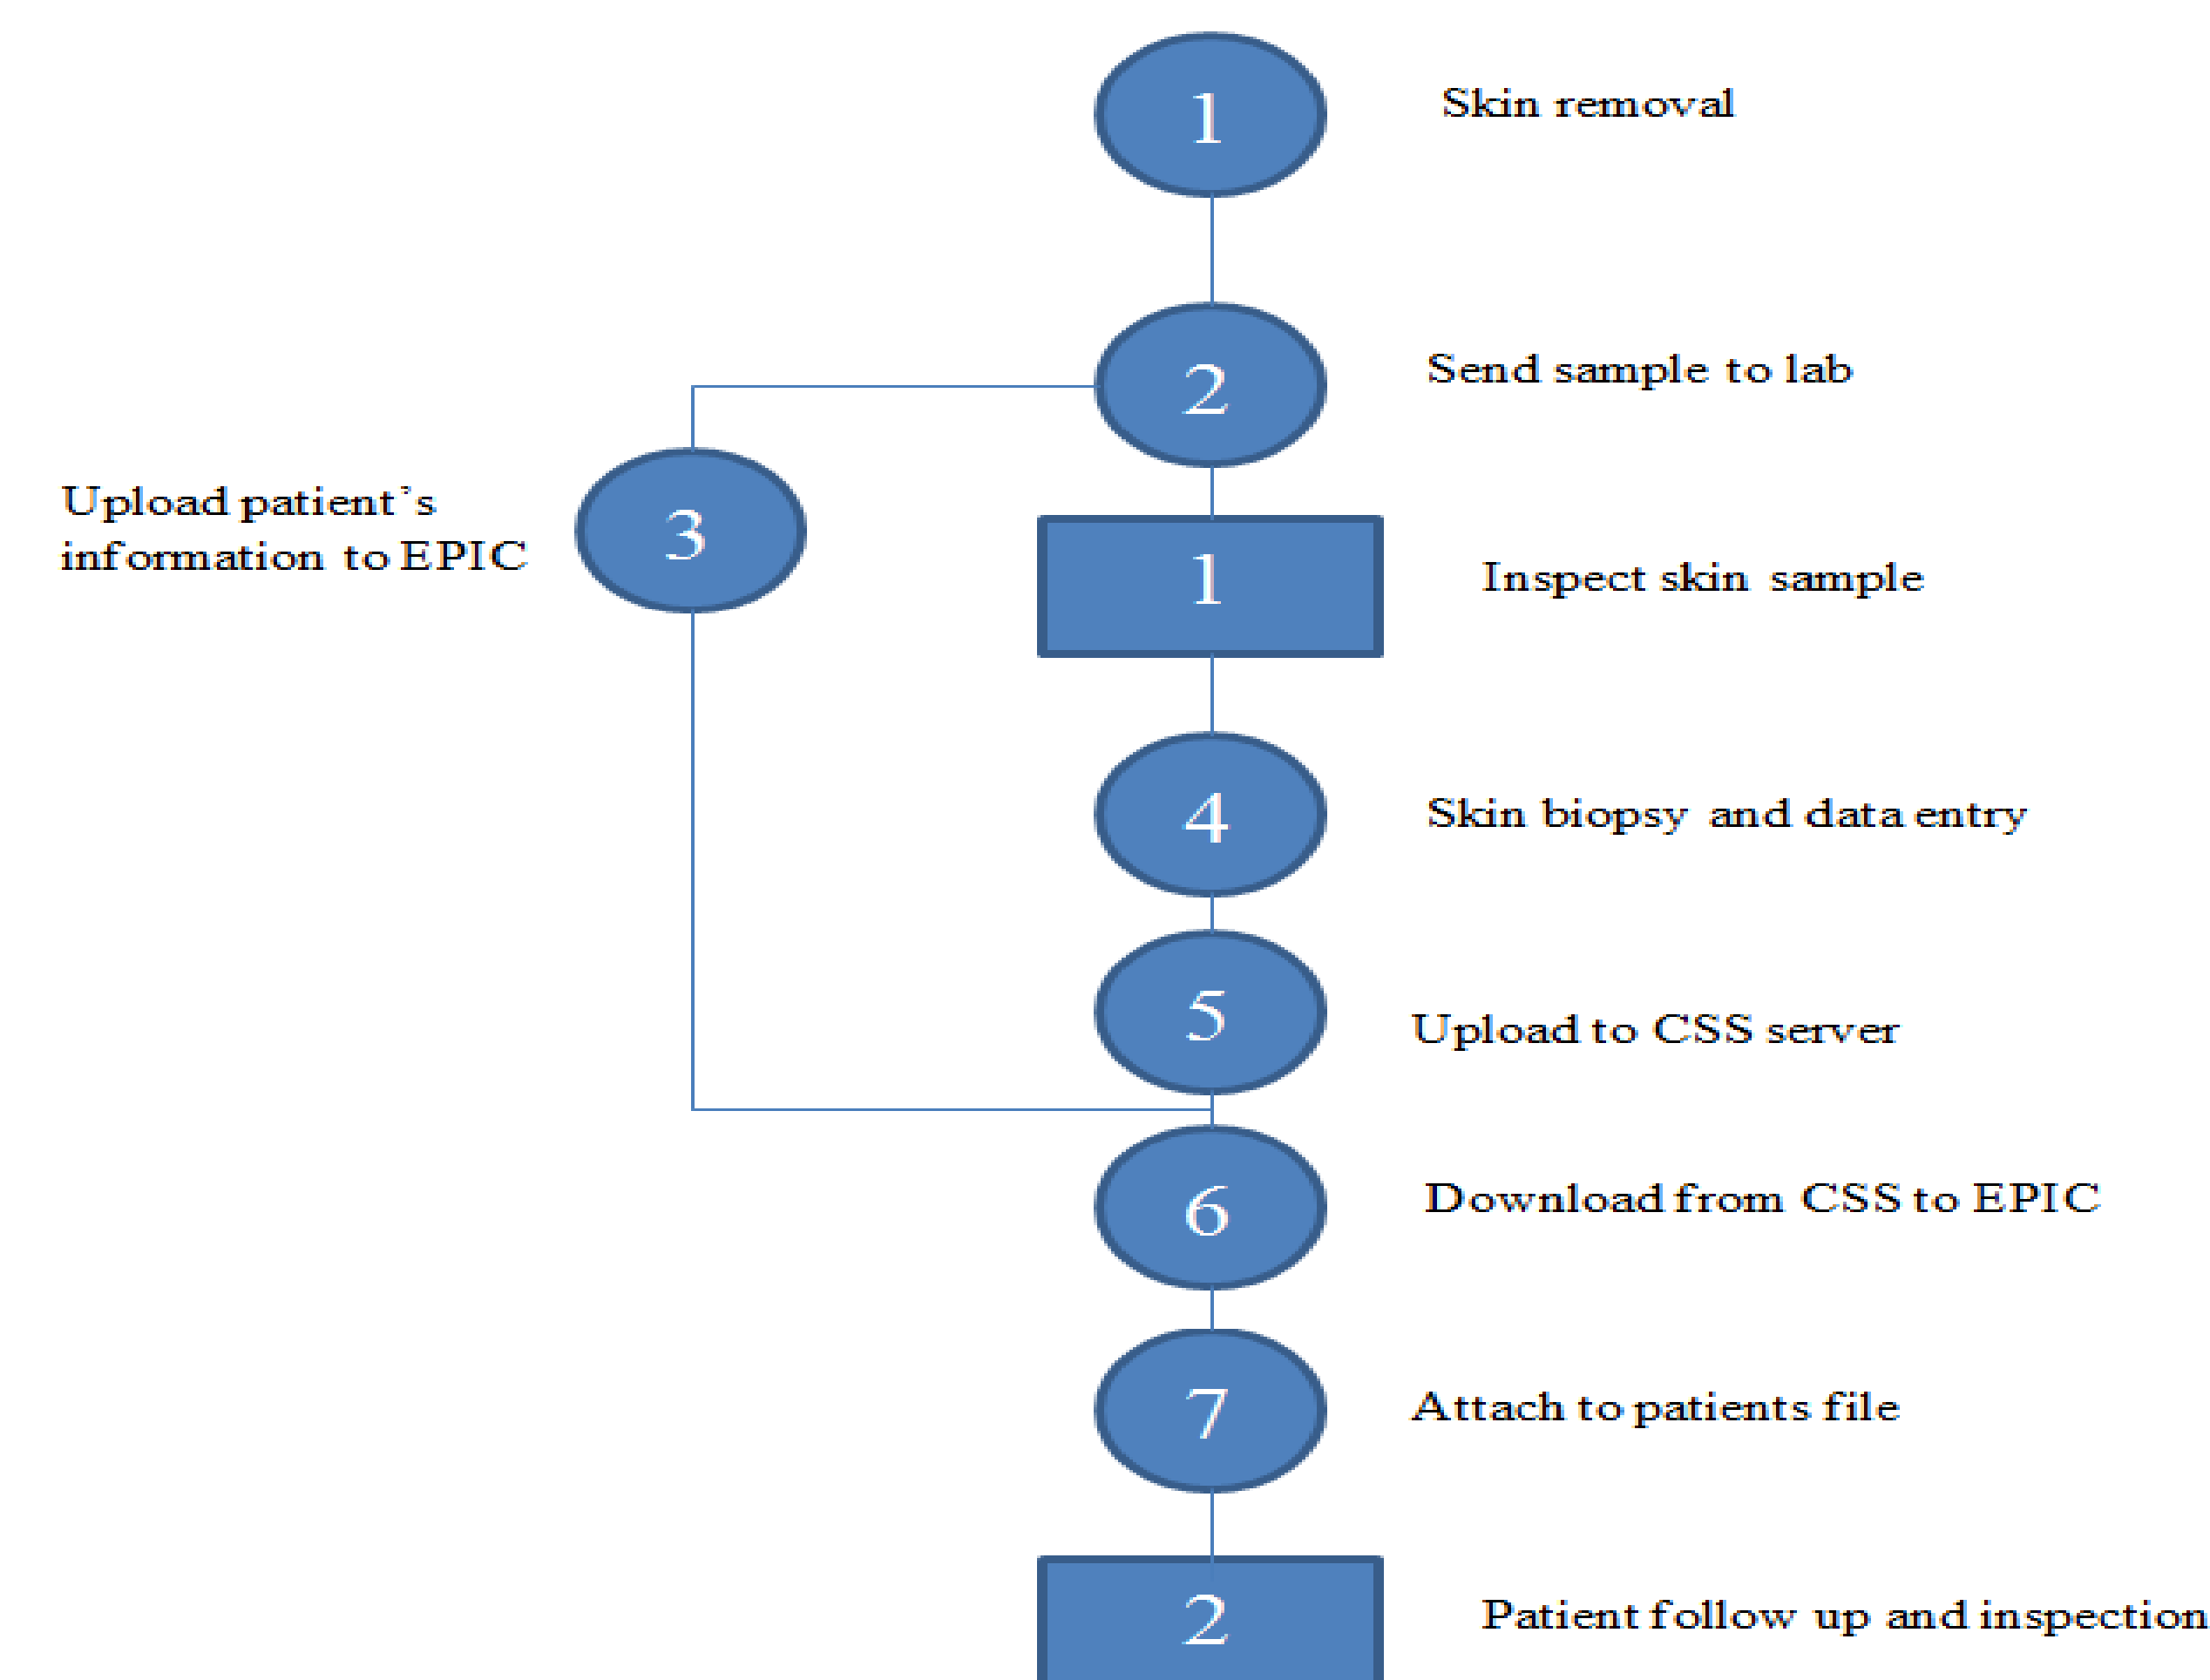 1 Skin removal
2 Send sample to lab
Upload patient's
information to EPIC
3
1 Inspect skin sample
4 Skin biopsy and data entry
5 Upload to CSS server
6 Download from CSS to EPIC
7 Attach to patients file
2 Patient follow up and inspection